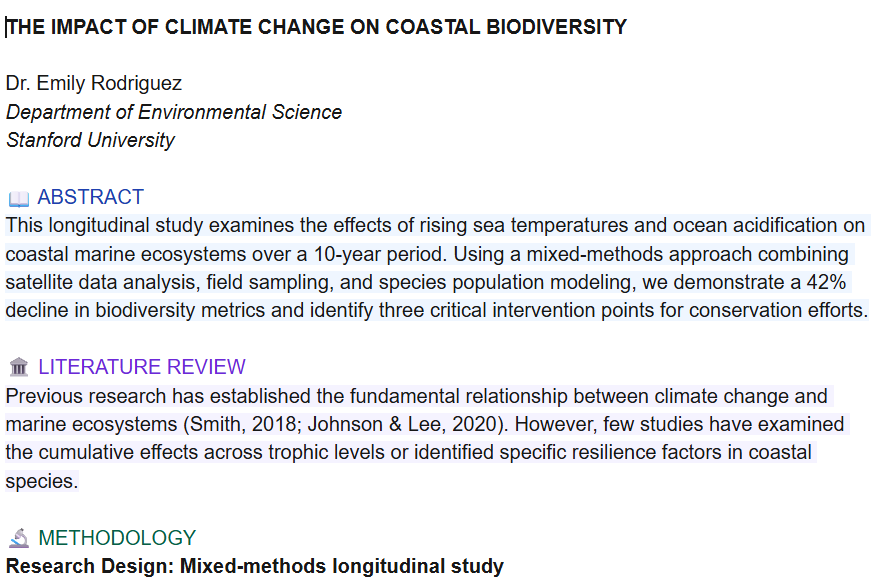 THE IMPACT OF CLIMATE CHANGE ON COASTAL BIODIVERSITY
Dr. Emily Rodriguez
Department of Environmental Science
Stanford University
📖 ABSTRACT
This longitudinal study examines the effects of rising sea temperatures and ocean acidification on
coastal marine ecosystems over a 10-year period. Using a mixed-methods approach combining
satellite data analysis, field sampling, and species population modeling, we demonstrate a 42%
decline in biodiversity metrics and identify three critical intervention points for conservation efforts.
🏛️ LITERATURE REVIEW
Previous research has established the fundamental relationship between climate change and
marine ecosystems (Smith, 2018; Johnson & Lee, 2020). However, few studies have examined
the cumulative effects across trophic levels or identified specific resilience factors in coastal
species.
🔬 METHODOLOGY
Research Design: Mixed-methods longitudinal study